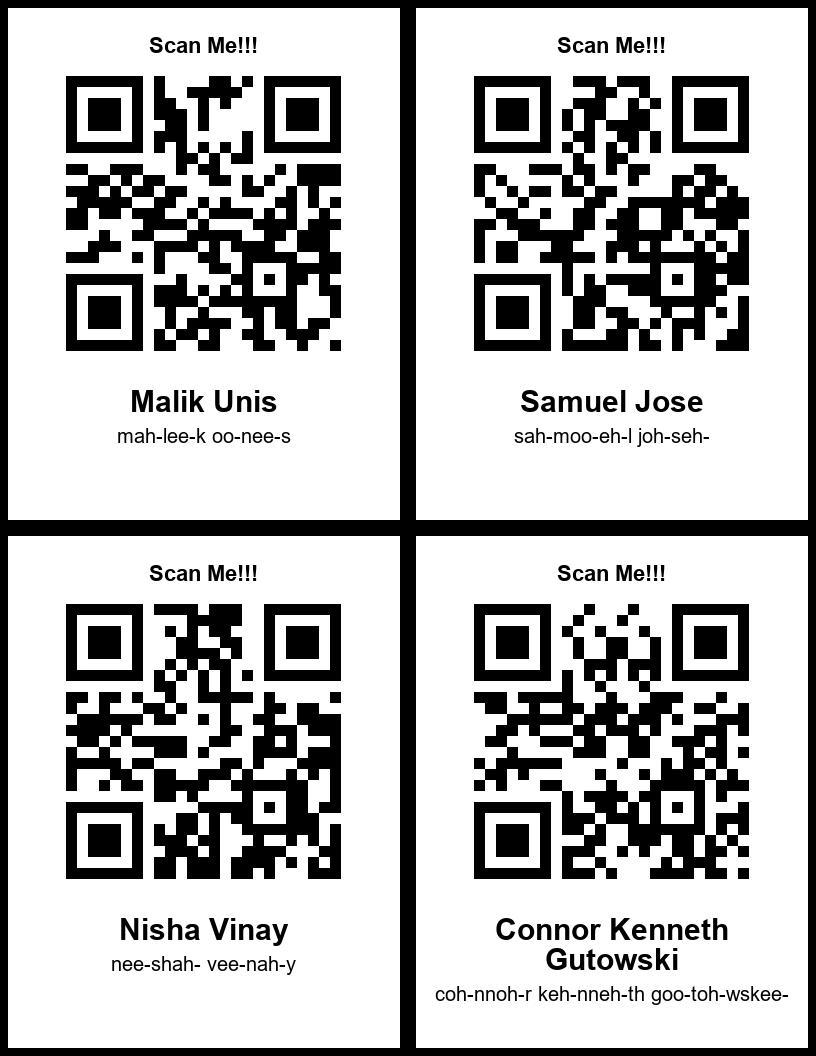 Scan Me!!!
Malik Unis
mah-lee-k oo-nee-s
Scan Me!!!
Samuel Jose
sah-moo-eh-l joh-seh-
Scan Me!!!
Nisha Vinay
nee-shah- vee-nah-y
Scan Me!!!
Connor Kenneth
Gutowski
coh-nnoh-r keh-nneh-th goo-toh-wskee-